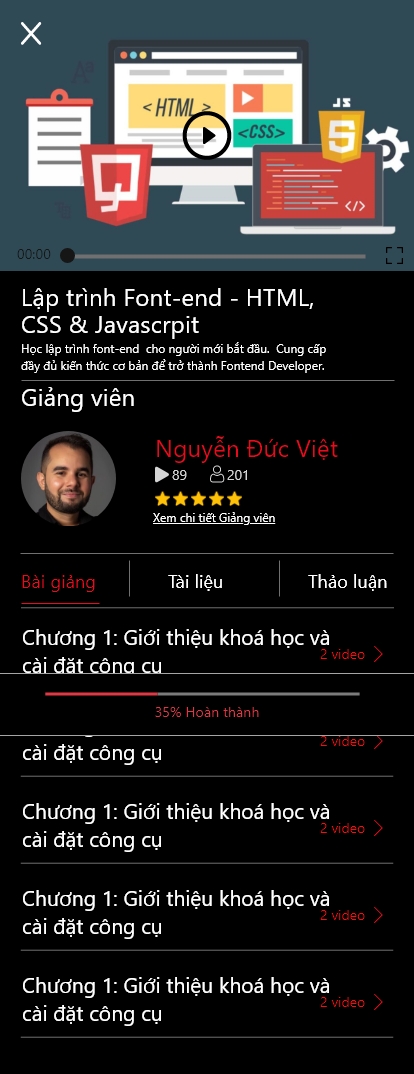 JS
< HTML >
<CSS>
5
</>
00:00
Lập trình Font-end - HTML,
CSS & Javascrpit
Học lập trình font-end cho người mới bắt đầu. Cung cấp
đầy đủ kiến thức cơ bản để trở thành Fontend Developer.
Giảng viên
Nguyễn Đức Việt
89 201
Xem chi tiết Giảng viên
Bài giảng Tài liệu Thảo luận
Chương 1: Giới thiệu khoá học và
2 video
cài đặt công cụ
35% Hoàn thành
2 video
cài đặt công cụ
Chương 1: Giới thiệu khoá học và
2 video
cài đặt công cụ
Chương 1: Giới thiệu khoá học và
2 video
cài đặt công cụ
Chương 1: Giới thiệu khoá học và
2 video
cài đặt công cụ